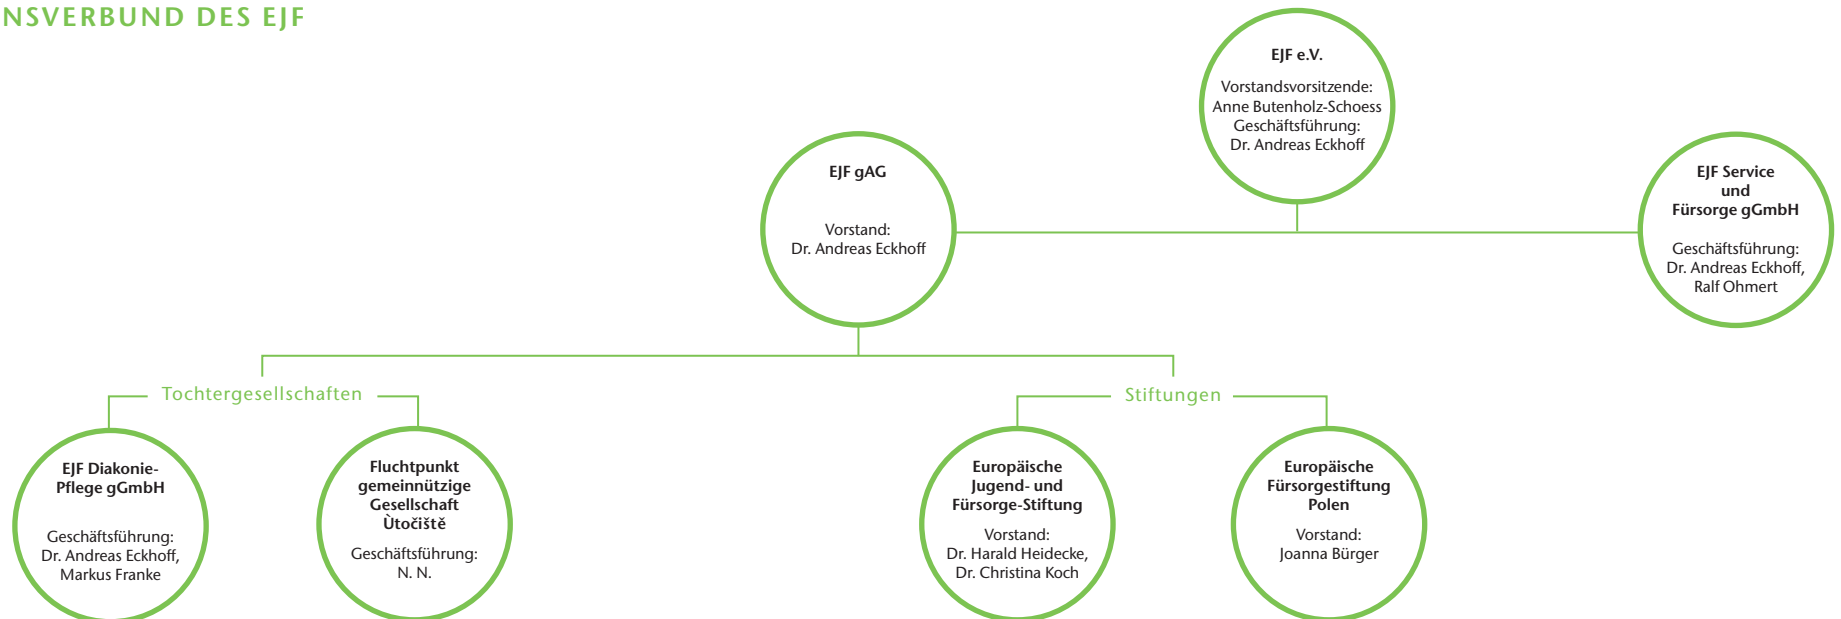 NSVERBUND DES EJF
EJF e.V.
Vorstandsvorsitzende:
Anne Butenholz-Schoess
Geschäftsführung:
Dr. Andreas Eckhoff
EJF gAG
Vorstand:
Dr. Andreas Eckhoff
EJF Service
und
Fürsorge gGmbH
Geschäftsführung:
Dr. Andreas Eckhoff,
Ralf Ohmert
Tochtergesellschaften
Stiftungen
EJF Diakonie-
Pflege gGmbH
Geschäftsführung:
Dr. Andreas Eckhoff,
Markus Franke
Fluchtpunkt
gemeinnützige
Gesellschaft
Ùtočiště
Geschäftsführung:
N. N.
Europäische
Jugend- und
Fürsorge-Stiftung
Vorstand:
Dr. Harald Heidecke,
Dr. Christina Koch
Europäische
Fürsorgestiftung
Polen
Vorstand:
Joanna Bürger